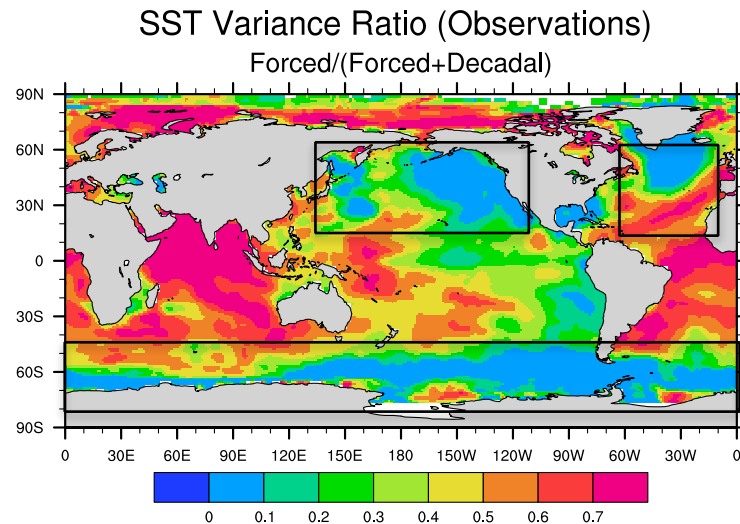 SST Variance Ratio (Observations)
Forced/(Forced+Decadal)
90N
60N
30N
0
30S
60S
90S
0 30E 60E 90E 120E 150E 180E 150W 120W 90W 60W 30W 0
0 0.1 0.2 0.3 0.4 0.5 0.6 0.7